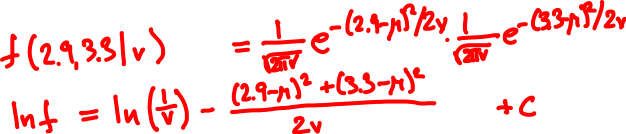 f(2.9,3.3|v) = 1/√(2πv) e^(-(2.9-μ)²/2v) · 1/√(2πv) e^(-(3.3-μ)²/2v)
ln f = ln(1/v) - ((2.9-μ)² + (3.3-μ)²)/2v + C